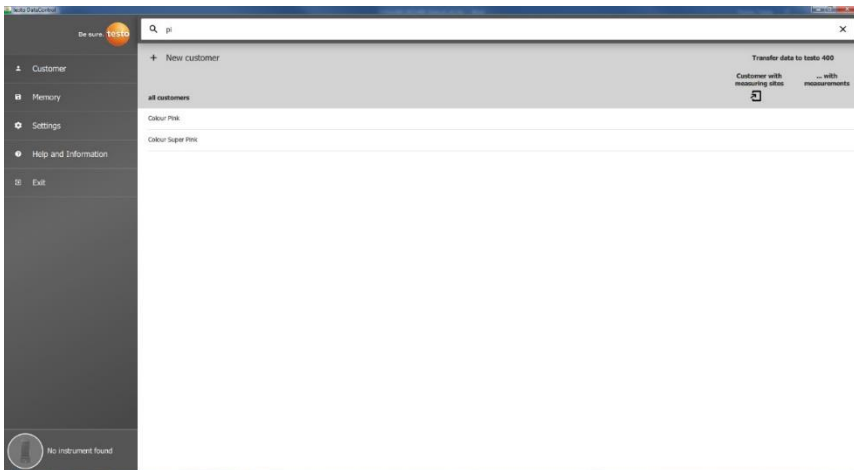 Testo DataControl
Be sure. testo
pi
+ New customer
Transfer data to testo 400
Customer with measuring sites
... with measurements
all customers
Colour Pink
Colour Super Pink
Customer
Memory
Settings
Help and Information
Exit
No instrument found